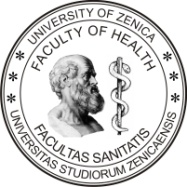 UNIVERSITY OF ZENICA
FACULTY OF HEALTH
FACULTAS SANITATIS
UNIVERSITAS STUDIORUM ZENICAENSIS